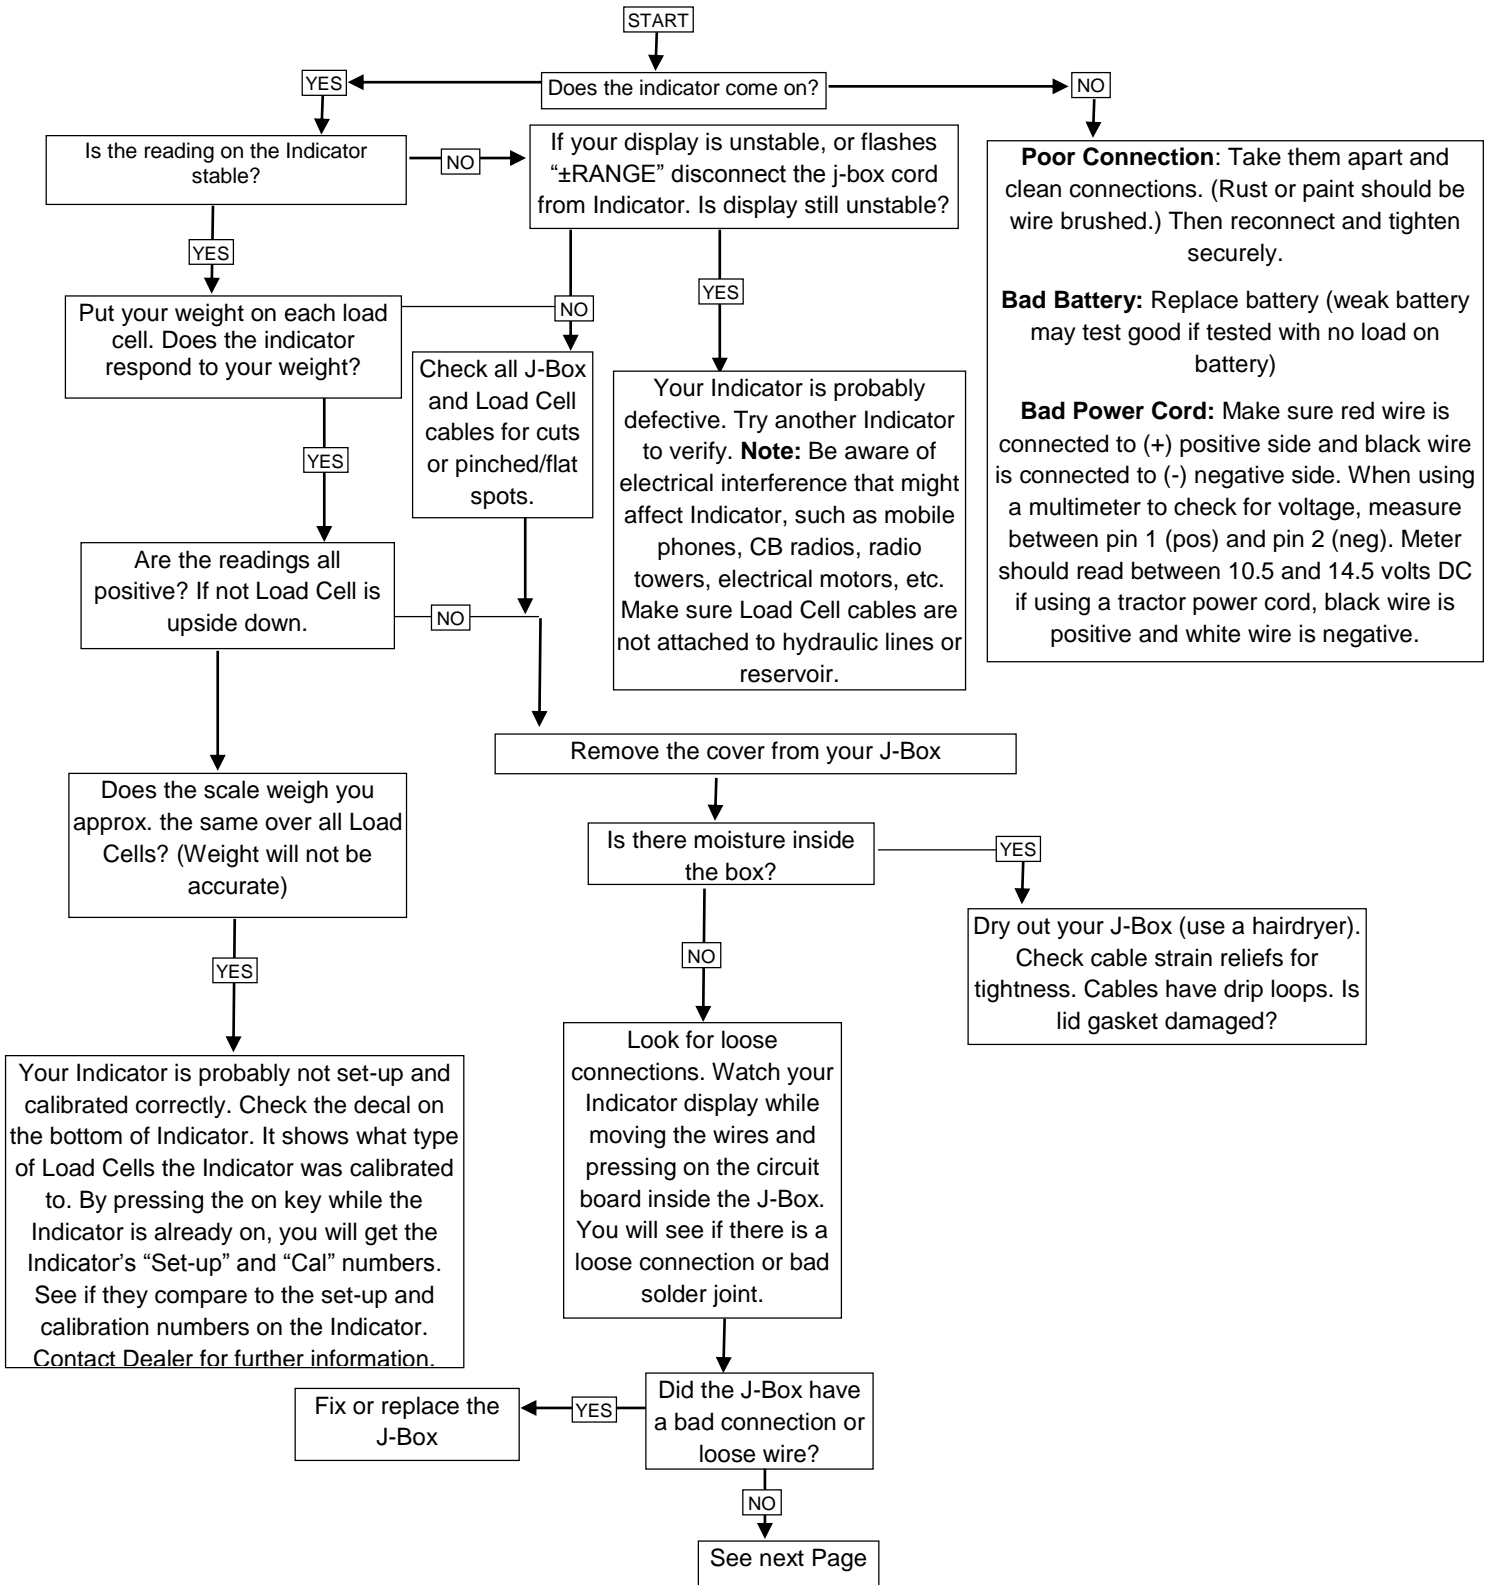 START
Does the indicator come on?
YES
NO
Is the reading on the Indicator
stable?
NO
If your display is unstable, or flashes
“±RANGE” disconnect the j-box cord
from Indicator. Is display still unstable?
Poor Connection: Take them apart and
clean connections. (Rust or paint should be
wire brushed.) Then reconnect and tighten
securely.
Bad Battery: Replace battery (weak battery
may test good if tested with no load on
battery)
Bad Power Cord: Make sure red wire is
connected to (+) positive side and black wire
is connected to (-) negative side. When using
a multimeter to check for voltage, measure
between pin 1 (pos) and pin 2 (neg). Meter
should read between 10.5 and 14.5 volts DC
if using a tractor power cord, black wire is
positive and white wire is negative.
YES
Put your weight on each load
cell. Does the indicator
respond to your weight?
NO
YES
Check all J-Box
and Load Cell
cables for cuts
or pinched/flat
spots.
Your Indicator is probably
defective. Try another Indicator
to verify. Note: Be aware of
electrical interference that might
affect Indicator, such as mobile
phones, CB radios, radio
towers, electrical motors, etc.
Make sure Load Cell cables are
not attached to hydraulic lines or
reservoir.
YES
Are the readings all
positive? If not Load Cell is
upside down.
NO
Remove the cover from your J-Box
Does the scale weigh you
approx. the same over all Load
Cells? (Weight will not be
accurate)
Is there moisture inside
the box?
YES
Dry out your J-Box (use a hairdryer).
Check cable strain reliefs for
tightness. Cables have drip loops. Is
lid gasket damaged?
YES
NO
Your Indicator is probably not set-up and
calibrated correctly. Check the decal on
the bottom of Indicator. It shows what type
of Load Cells the Indicator was calibrated
to. By pressing the on key while the
Indicator is already on, you will get the
Indicator’s “Set-up” and “Cal” numbers.
See if they compare to the set-up and
calibration numbers on the Indicator.
Contact Dealer for further information.
Look for loose
connections. Watch your
Indicator display while
moving the wires and
pressing on the circuit
board inside the J-Box.
You will see if there is a
loose connection or bad
solder joint.
Did the J-Box have
a bad connection or
loose wire?
YES
Fix or replace the
J-Box
NO
See next Page